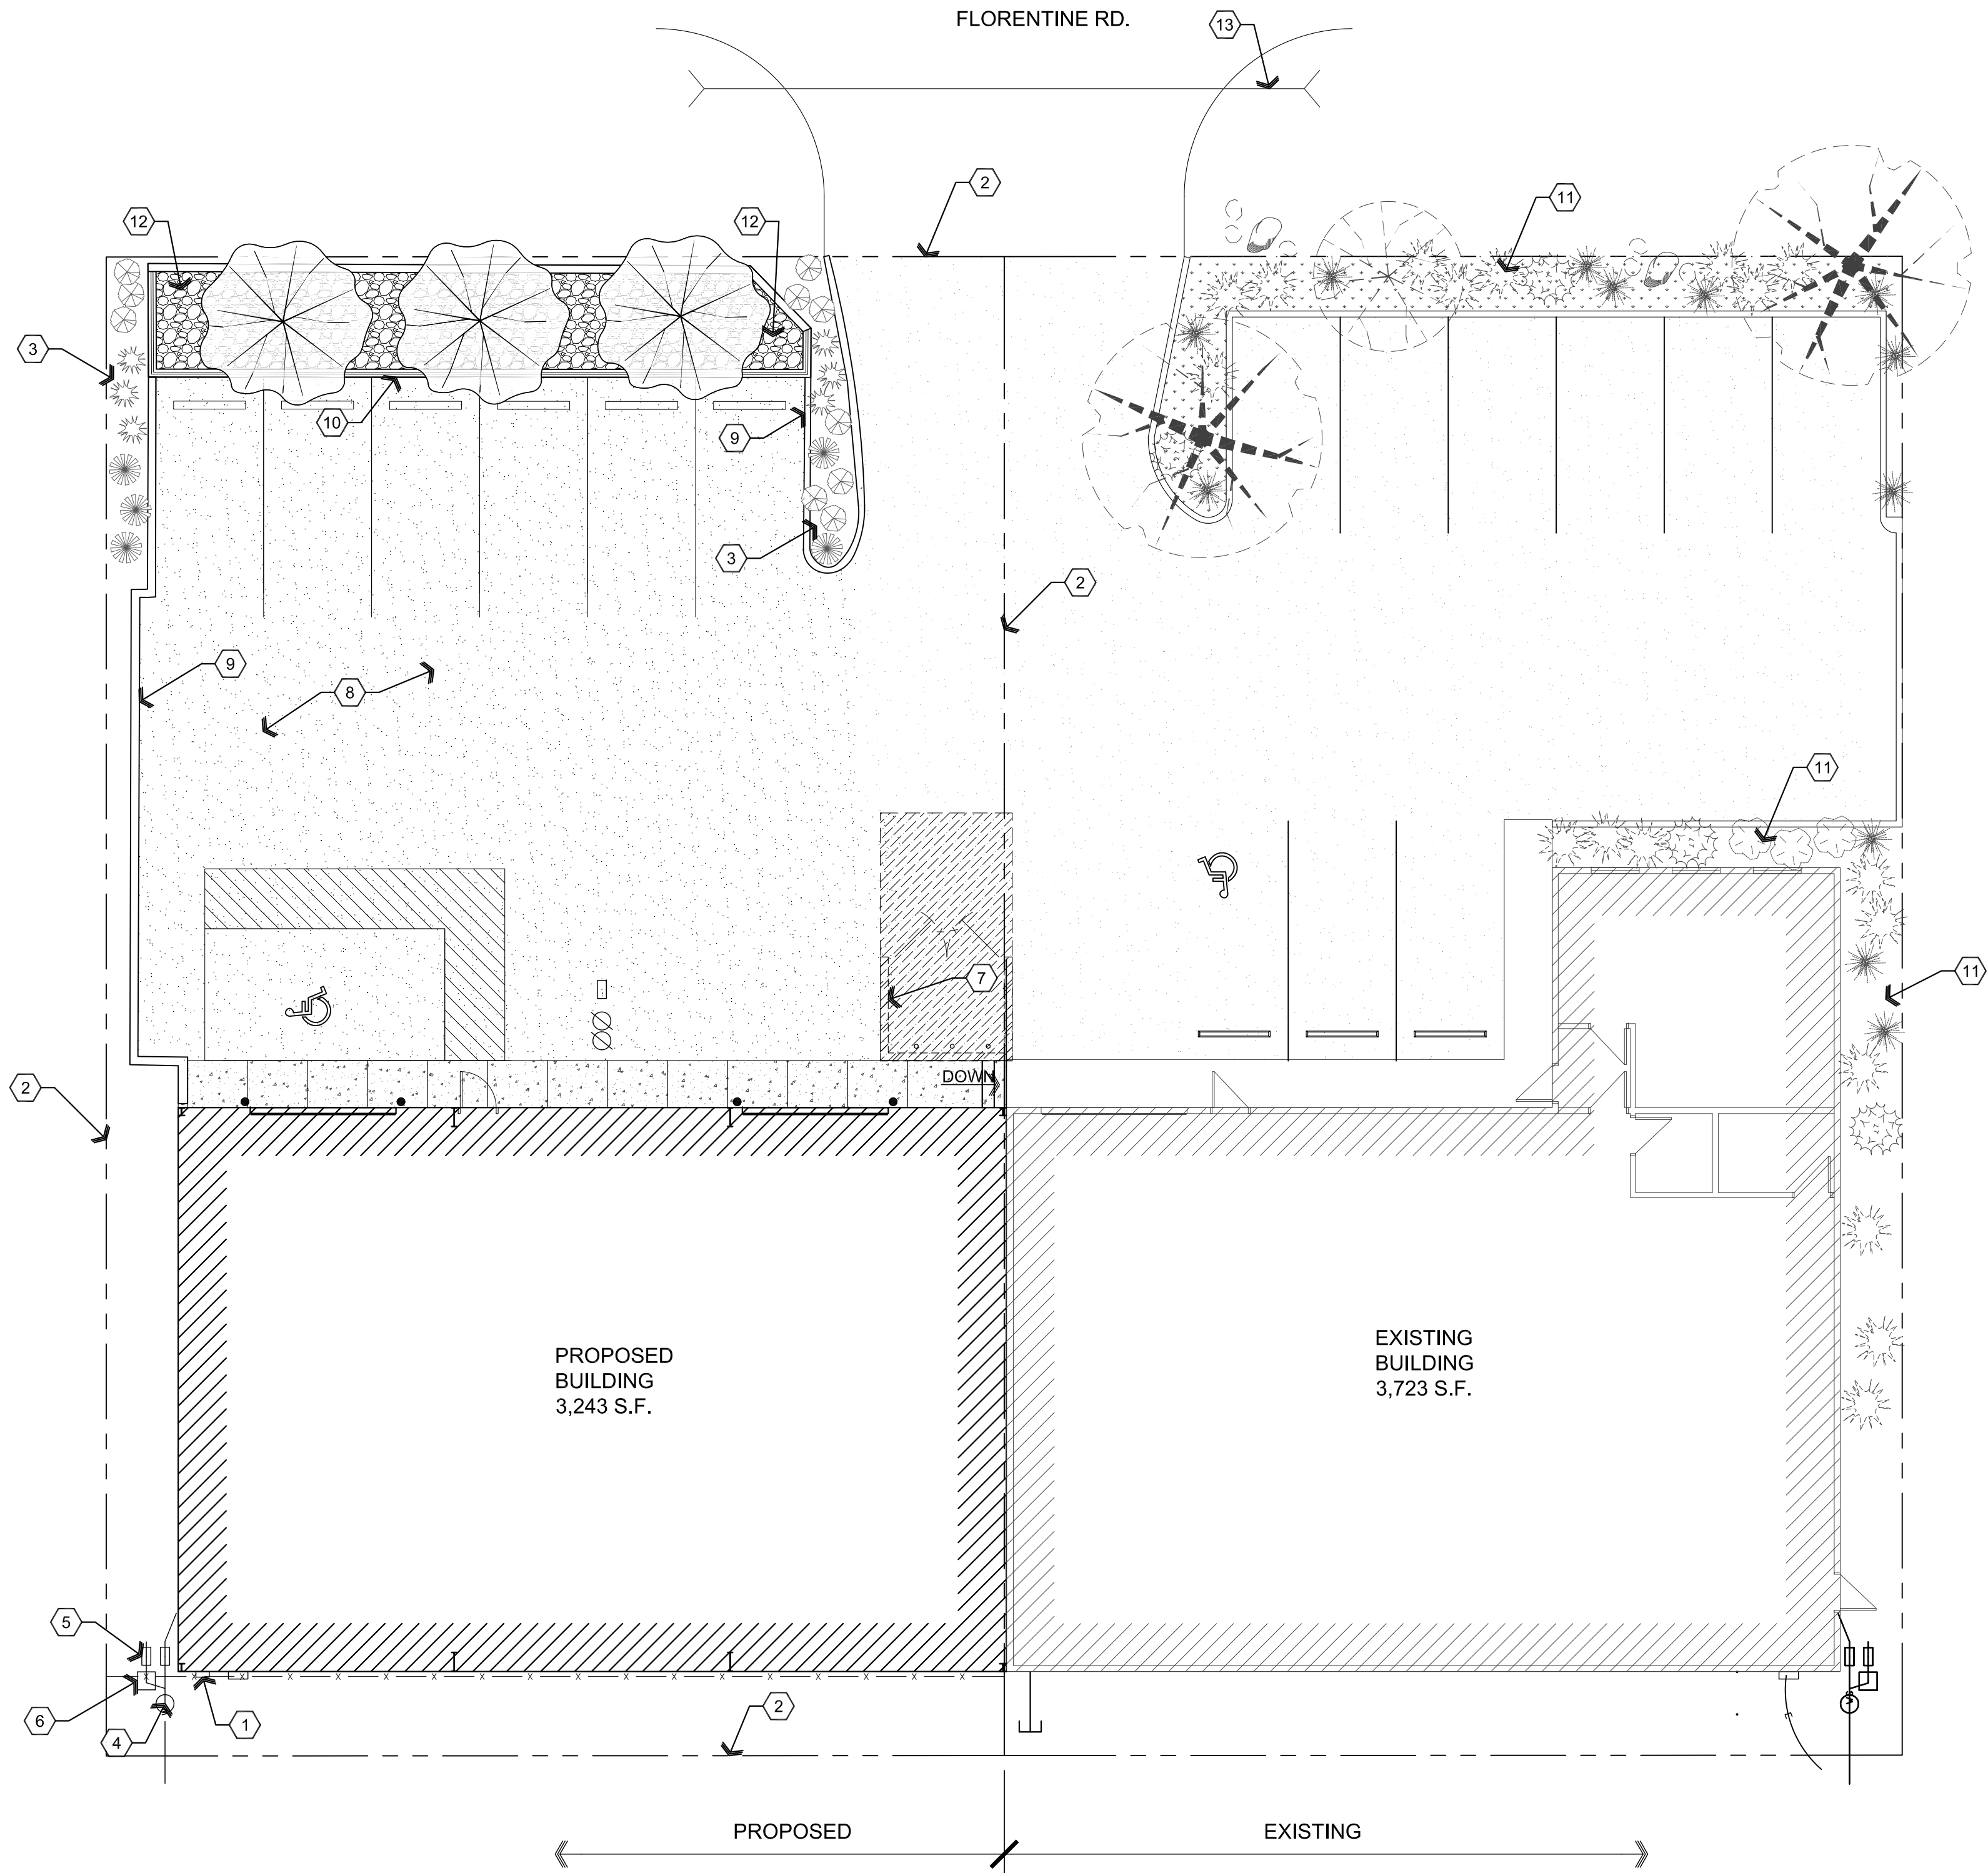 FLORENTINE RD.
13
2
12
12
11
3
10
9
3
2
9
8
11
7
11
2
DOWN
PROPOSED
BUILDING
3,243 S.F.
EXISTING
BUILDING
3,723 S.F.
5
6
4
1
2
X X X X X X X X X X X X X X X X X X
PROPOSED
EXISTING